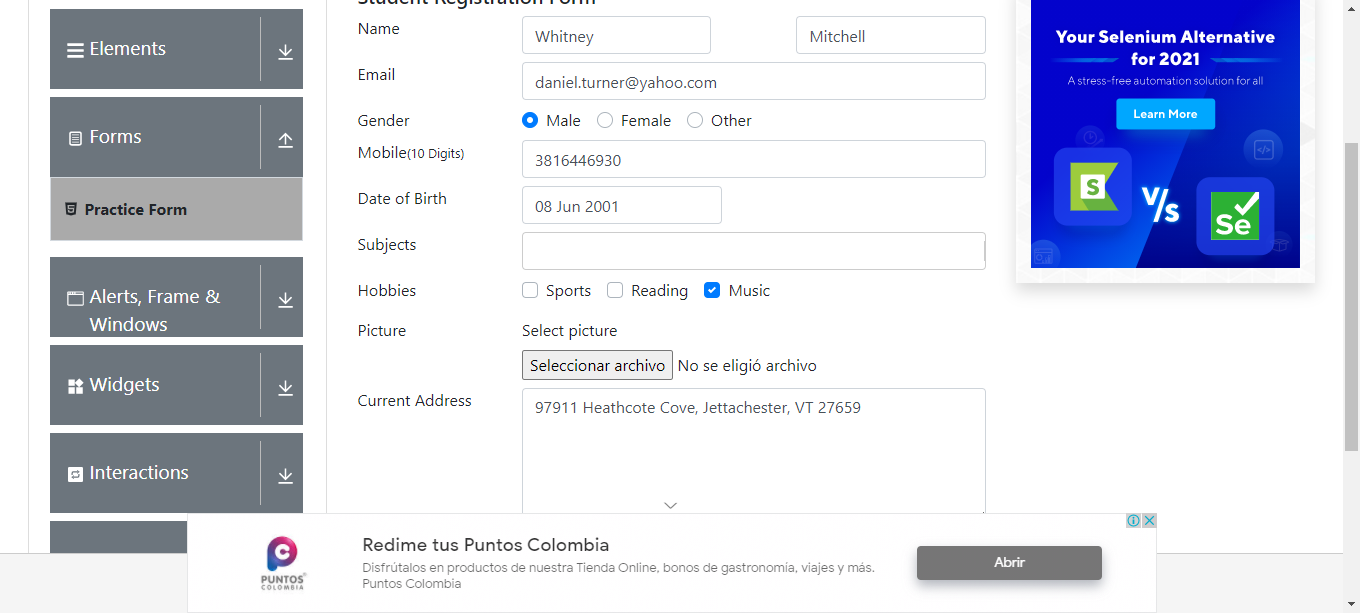 Student Registration Form
Elements
Forms
Practice Form
Alerts, Frame &
Windows
Widgets
Interactions
Name
Whitney
Mitchell
Email
daniel.turner@yahoo.com
Gender
Male
Female
Other
Mobile(10 Digits)
3816446930
Date of Birth
08 Jun 2001
Subjects
Hobbies
Sports
Reading
Music
Picture
Select picture
Seleccionar archivo No se eligió archivo
Current Address
97911 Heathcote Cove, Jettachester, VT 27659
Your Selenium Alternative
for 2021
A stress-free automation solution for all
Learn More
S
V/s
Se
PUNTOS
COLOMBIA
Redime tus Puntos Colombia
Disfrútalos en productos de nuestra Tienda Online, bonos de gastronomía, viajes y más.
Puntos Colombia
Abrir